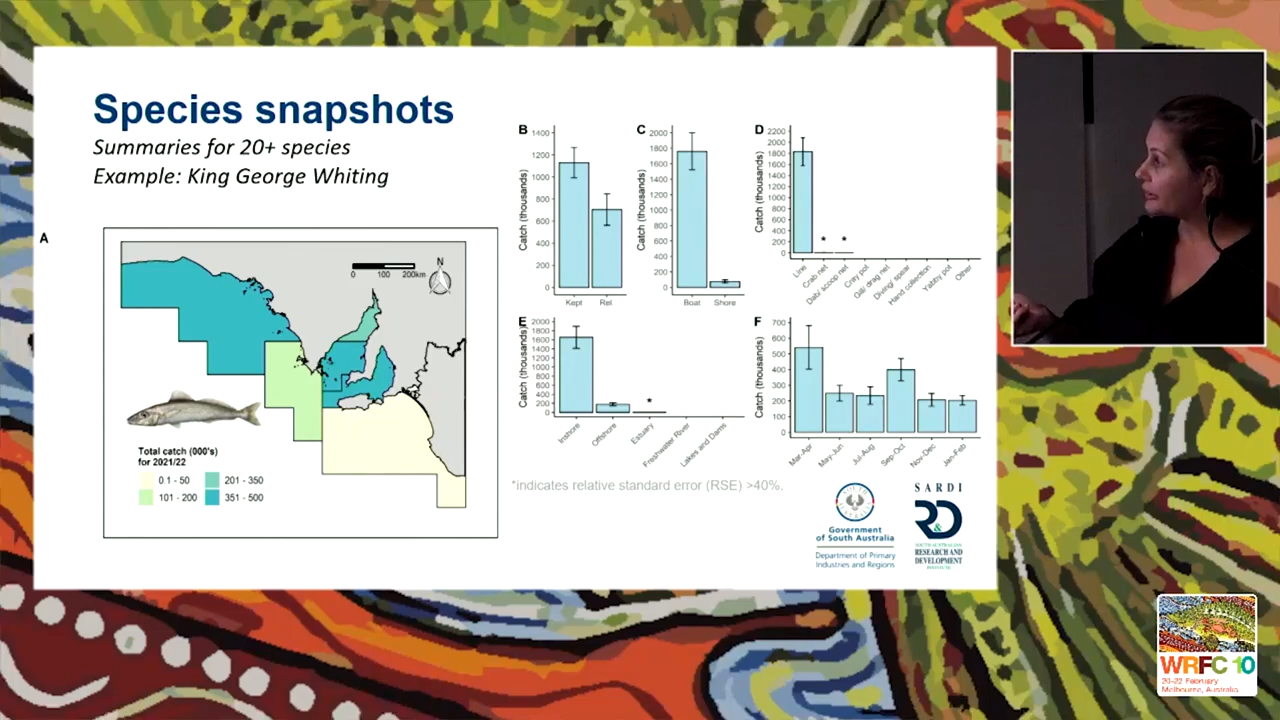 Species snapshots
Summaries for 20+ species
Example: King George Whiting
A
N
0 100 200km
Total catch (000's)
for 2021/22
0.1 - 50
101 - 200
201 - 350
351 - 500
B
Catch (thousands)
1400
1200
1000
800
600
400
200
0
Kept Rel.
C
Catch (thousands)
2000
1800
1600
1400
1200
1000
800
600
400
200
0
Boat Shore
D
Catch (thousands)
2200
2000
1800
1600
1400
1200
1000
800
600
400
200
0
* *
Line
Crab net
Dab/ scoop net
Cray pot
Gill/ drag net
Diving/ spear
Hand collection
Yabby pot
Other
E
Catch (thousands)
2000
1800
1600
1400
1200
1000
800
600
400
200
0
*
Inshore
Offshore
Estuary
Freshwater River
Lakes and Dams
F
Catch (thousands)
700
600
500
400
300
200
100
0
Mar-Apr
May-Jun
Jul-Aug
Sep-Oct
Nov-Dec
Jan-Feb
*indicates relative standard error (RSE) >40%.
Government
of South Australia
Department of Primary
Industries and Regions
SARDI
R&D
SOUTH AUSTRALIAN
RESEARCH AND
DEVELOPMENT
INSTITUTE
WRFC 10
20-22 February
Melbourne, Australia